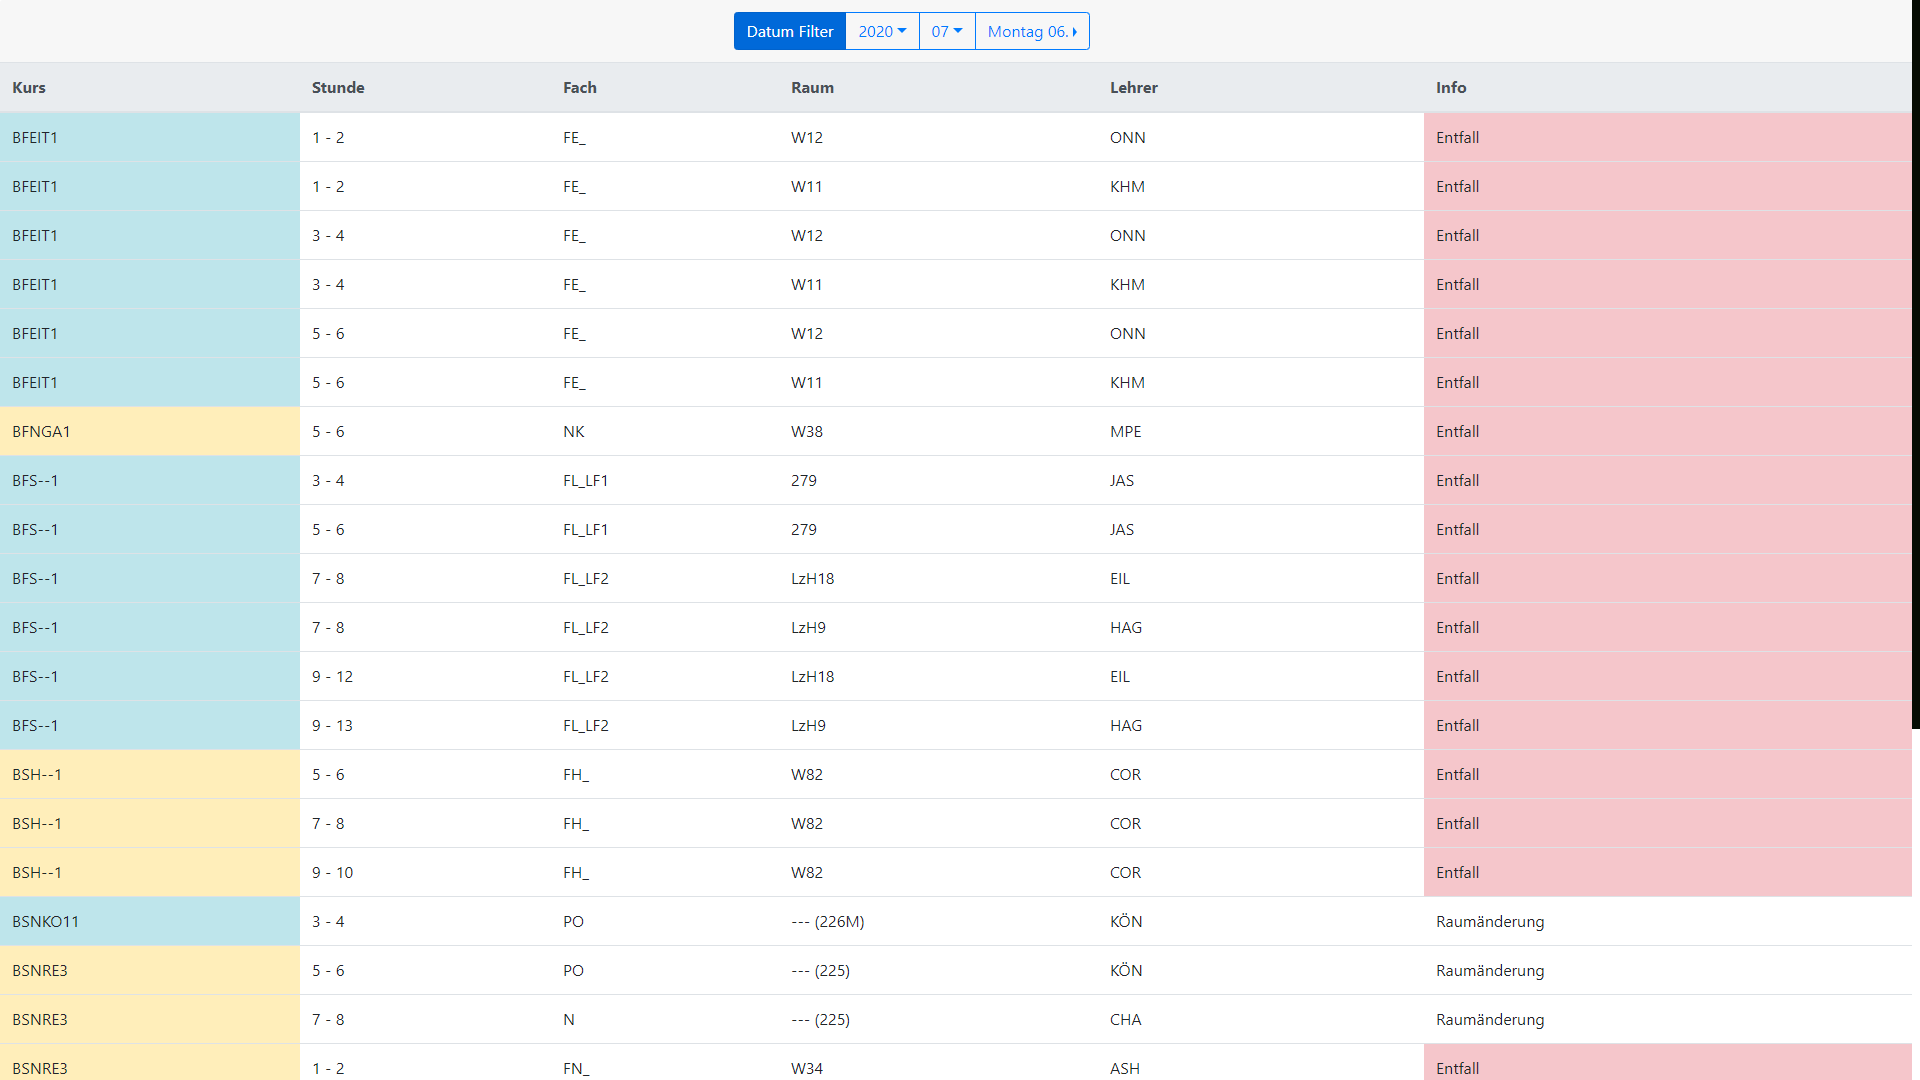 Datum Filter 2020 07 Montag 06.
Kurs Stunde Fach Raum Lehrer Info
BFEIT1 1 - 2 FE_ W12 ONN Entfall
BFEIT1 1 - 2 FE_ W11 KHM Entfall
BFEIT1 3 - 4 FE_ W12 ONN Entfall
BFEIT1 3 - 4 FE_ W11 KHM Entfall
BFEIT1 5 - 6 FE_ W12 ONN Entfall
BFEIT1 5 - 6 FE_ W11 KHM Entfall
BFNGA1 5 - 6 NK W38 MPE Entfall
BFS--1 3 - 4 FL_LF1 279 JAS Entfall
BFS--1 5 - 6 FL_LF1 279 JAS Entfall
BFS--1 7 - 8 FL_LF2 LzH18 EIL Entfall
BFS--1 7 - 8 FL_LF2 LzH9 HAG Entfall
BFS--1 9 - 12 FL_LF2 LzH18 EIL Entfall
BFS--1 9 - 13 FL_LF2 LzH9 HAG Entfall
BSH--1 5 - 6 FH_ W82 COR Entfall
BSH--1 7 - 8 FH_ W82 COR Entfall
BSH--1 9 - 10 FH_ W82 COR Entfall
BSNKO11 3 - 4 PO --- (226M) KÖN Raumänderung
BSNRE3 5 - 6 PO --- (225) KÖN Raumänderung
BSNRE3 7 - 8 N --- (225) CHA Raumänderung
BSNRE3 1 - 2 FN_ W34 ASH Entfall